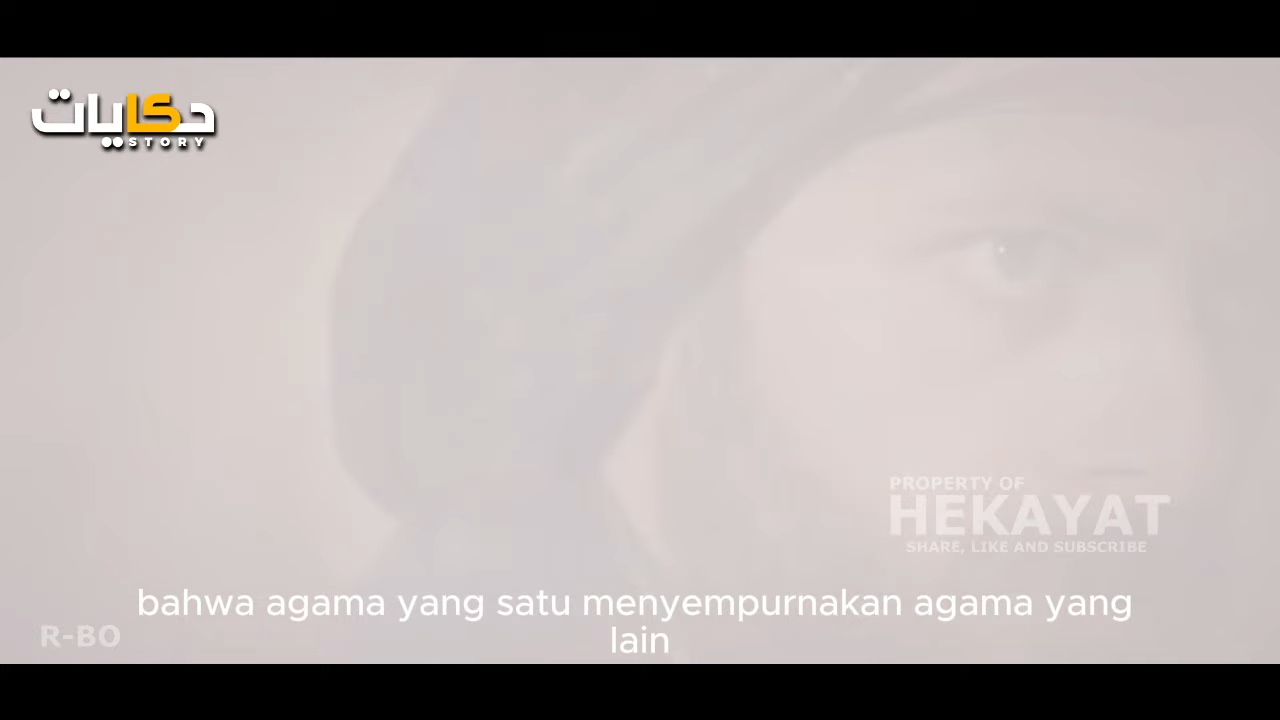 حكايات
STORY
PROPERTY OF
HEKAYAT
SHARE, LIKE AND SUBSCRIBE
bahwa agama yang satu menyempurnakan agama yang
lain
R-BO